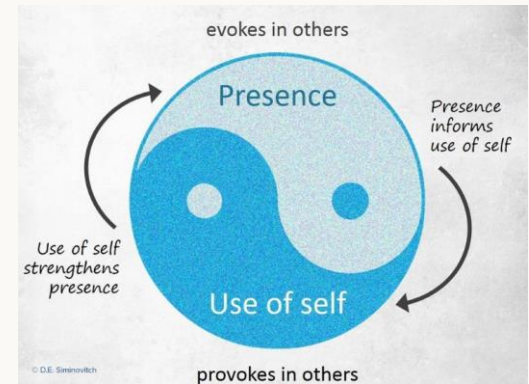 evokes in others
Presence
Presence
informs
use of self
Use of self
strengthens
presence
Use of self
provokes in others
© D.E. Siminovitch